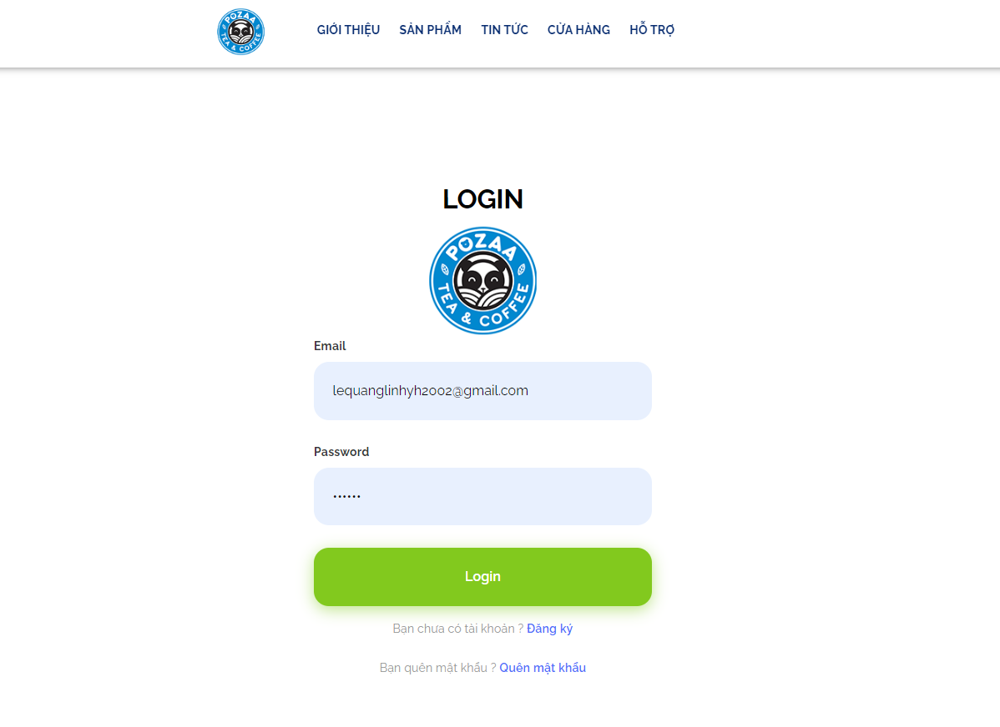 POZAA
TEA & COFFEE
GIỚI THIỆU SẢN PHẨM TIN TỨC CỬA HÀNG HỖ TRỢ
LOGIN
POZAA
TEA & COFFEE
Email
lequanglinhyh2002@gmail.com
Password
••••••
Login
Bạn chưa có tài khoản ? Đăng ký
Bạn quên mật khẩu ? Quên mật khẩu